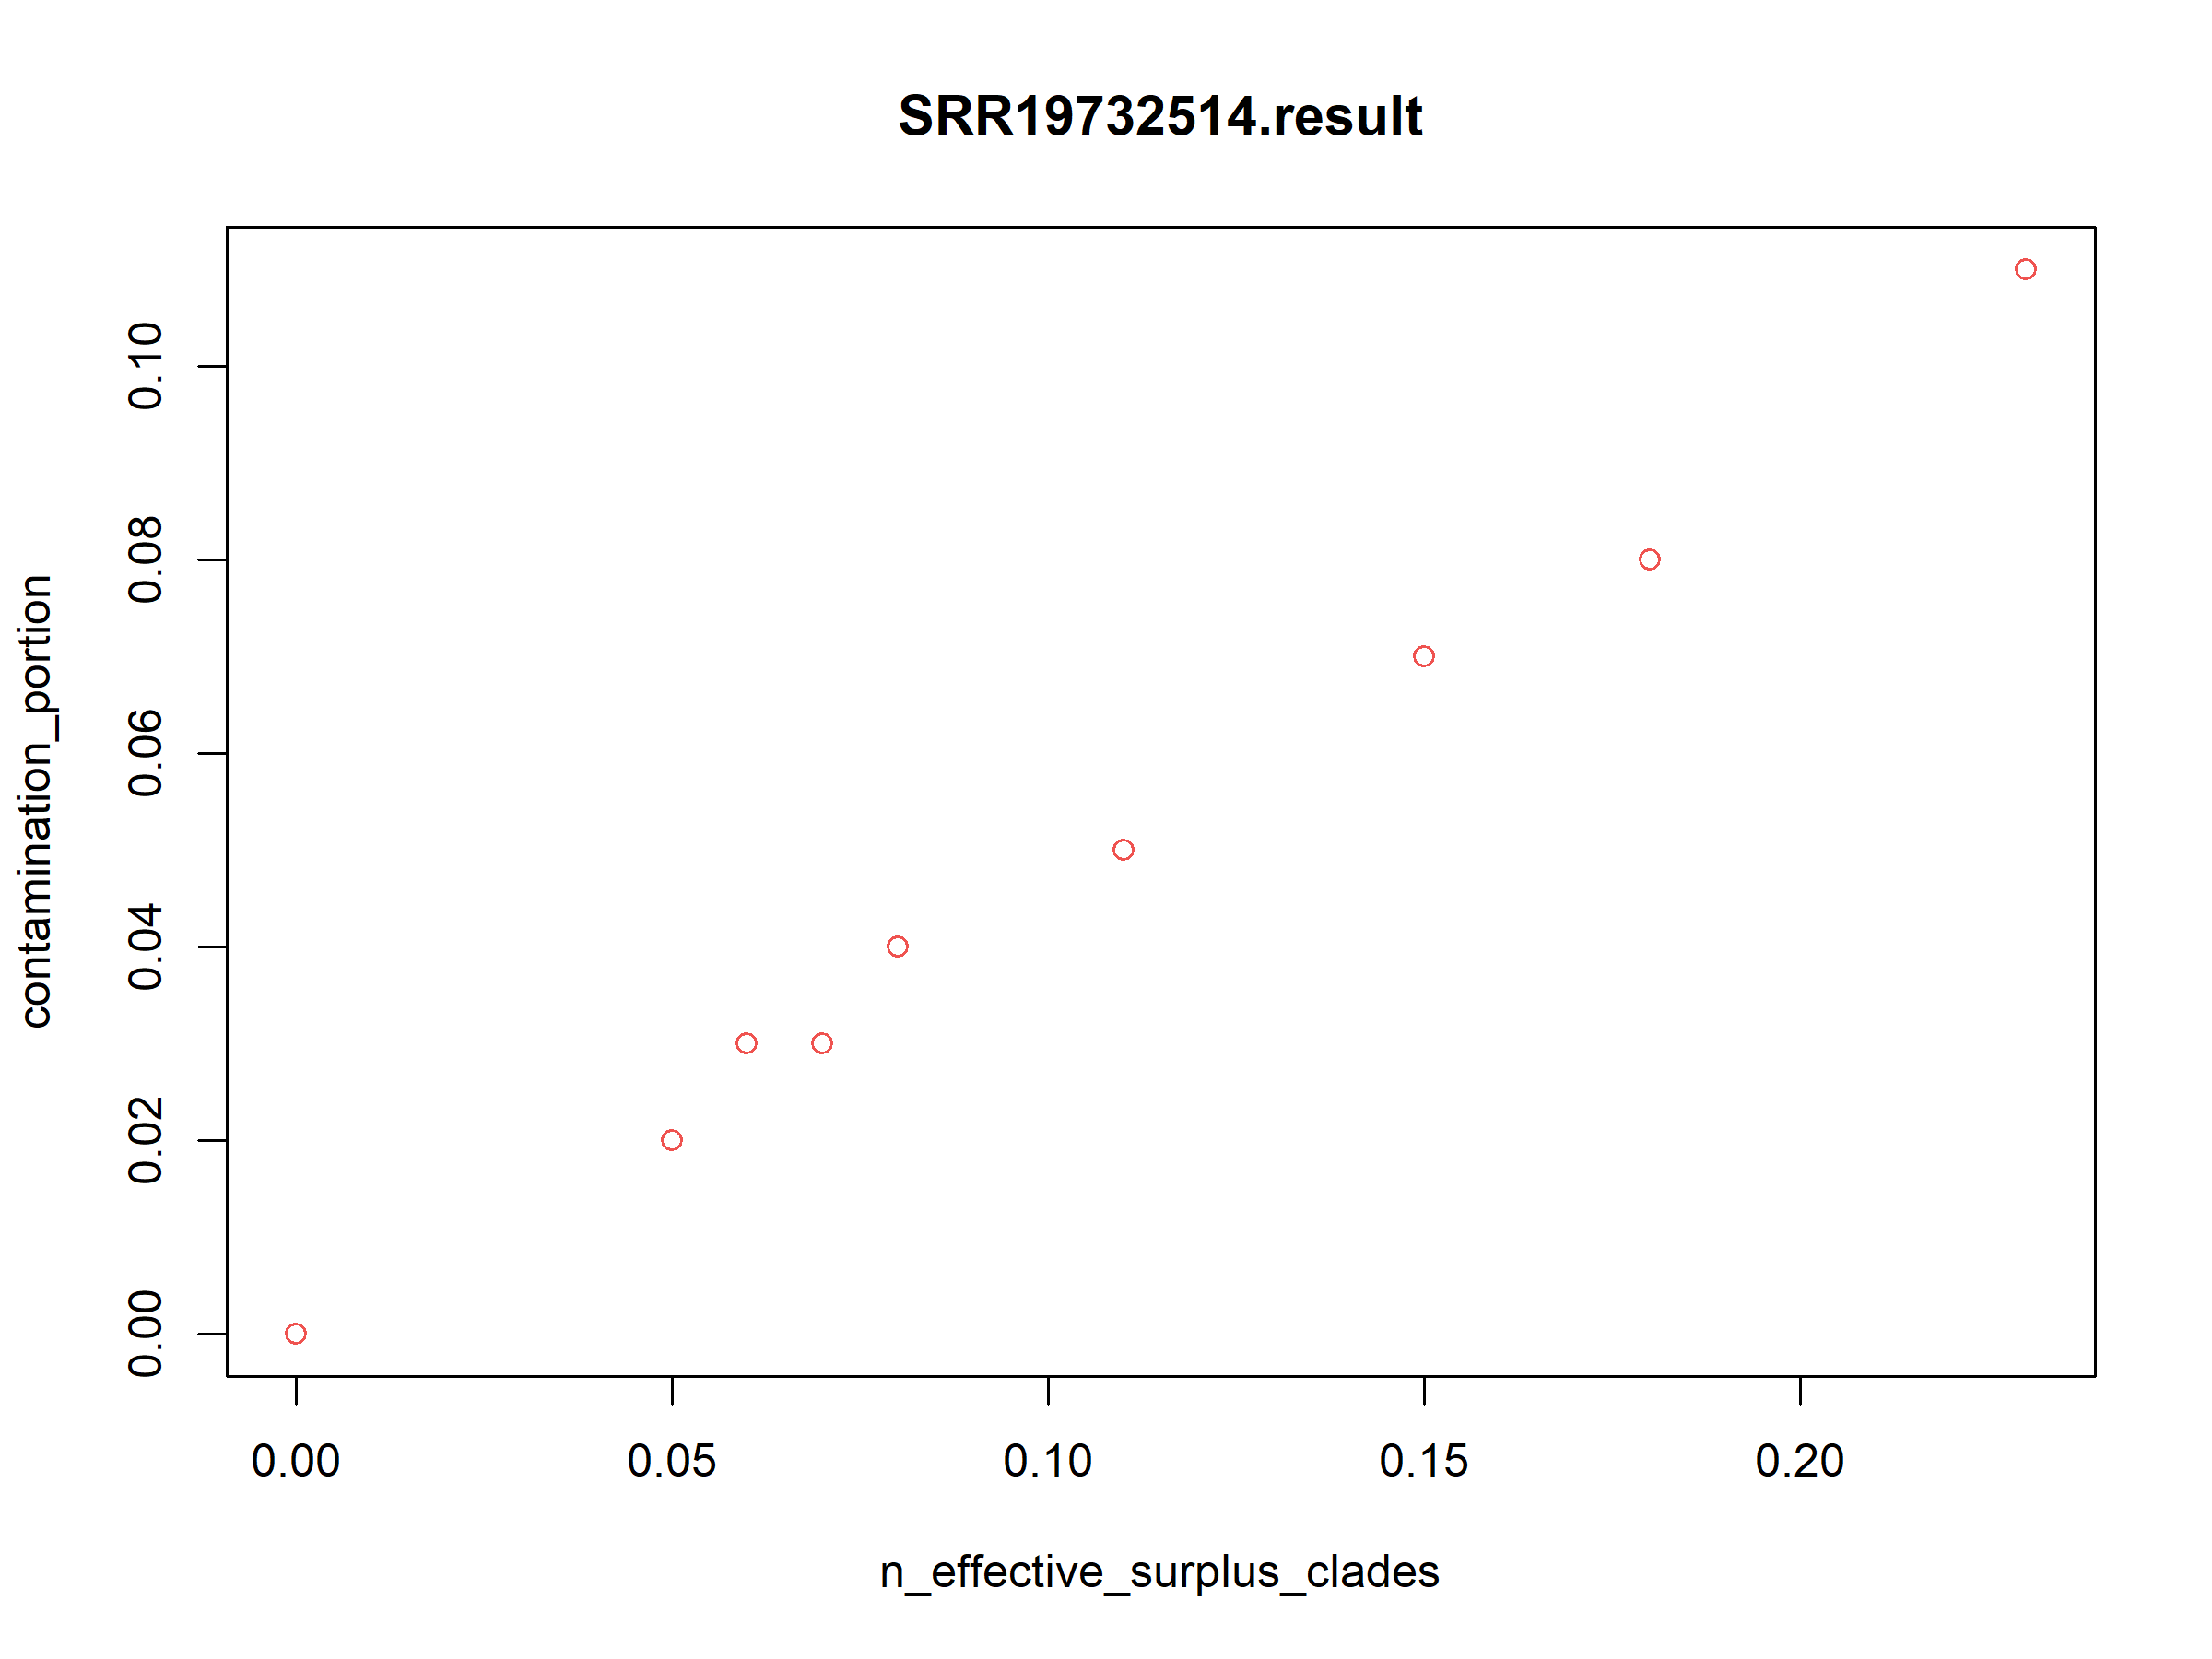 SRR19732514.result
contamination_portion
0.10
0.08
0.06
0.04
0.02
0.00
0.00 0.05 0.10 0.15 0.20
n_effective_surplus_clades